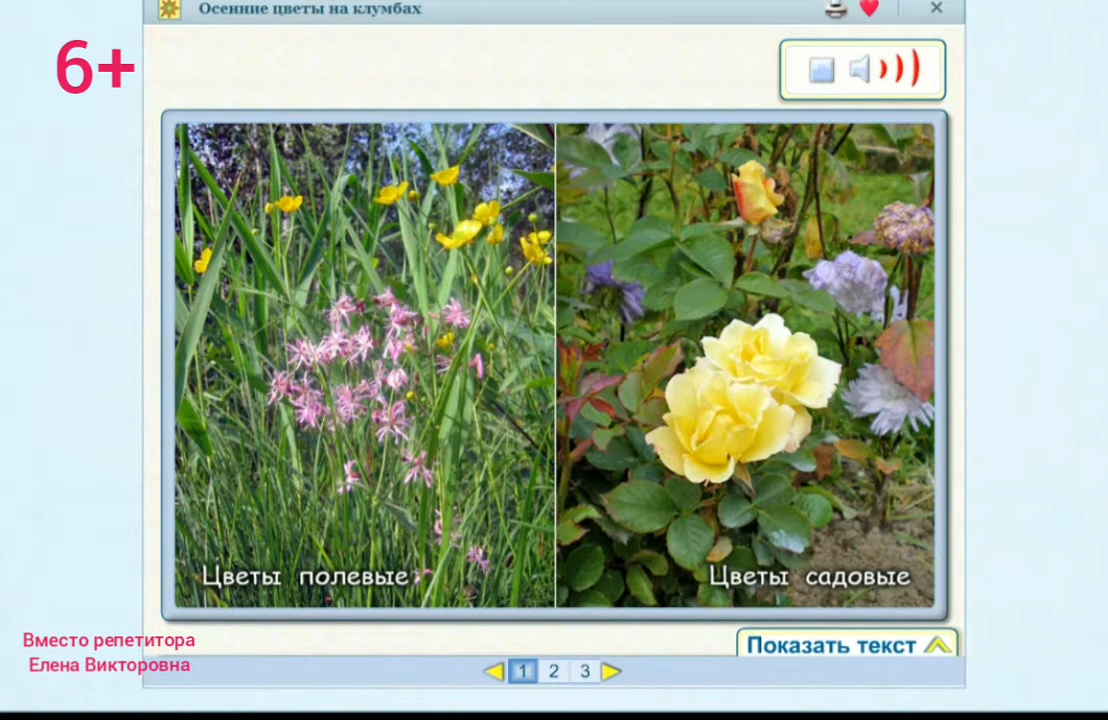 Осенние цветы на клумбах
6+
Цветы полевые
Цветы садовые
Показать текст
Вместо репетитора
Елена Викторовна
1 2 3